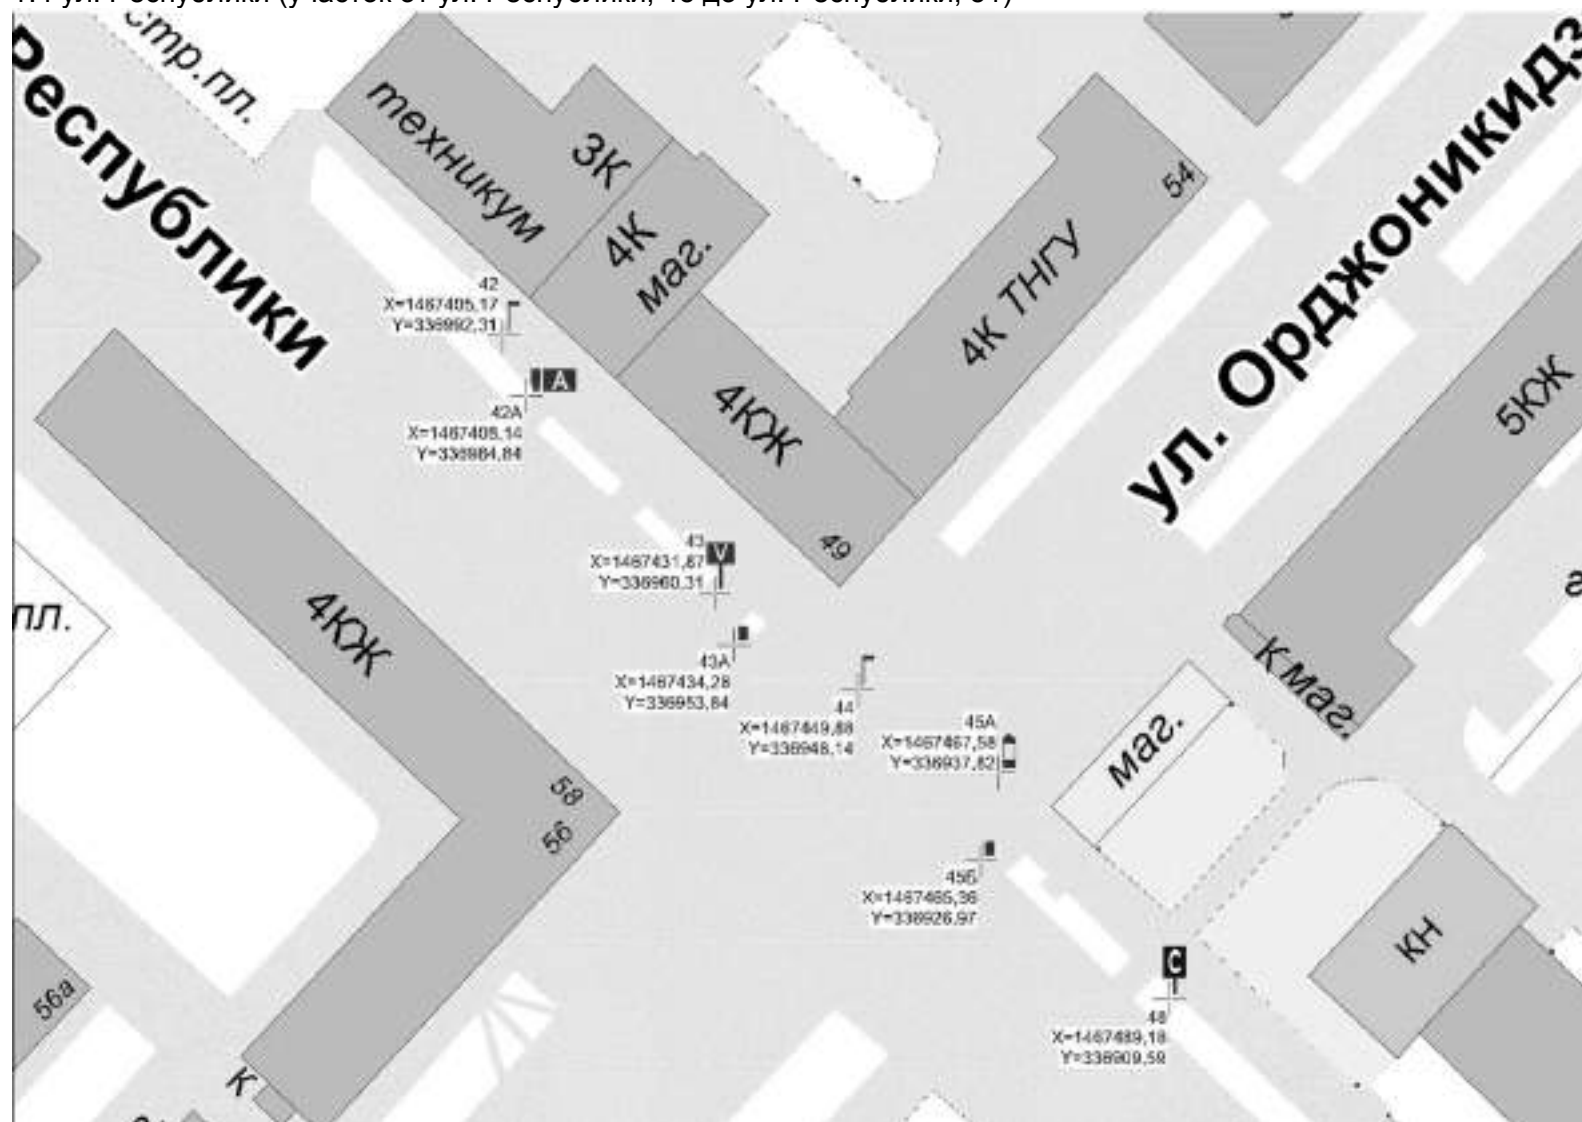 Республики
стр.пл.
техникум
3К
4К
маг.
54
4К ТНГУ
ул. Орджоникидз
42
X=1467405,17
Y=336992,31
A
42А
X=1467408,14
Y=336984,84
4КЖ
49
5КЖ
43
V
X=1467431,87
Y=336960,31
43А
X=1467434,28
Y=336953,84
44
X=1467449,88
Y=336948,14
45А
X=1467467,58
Y=336937,82
К маг.
маг.
пл.
4КЖ
58
56
45Б
X=1467465,36
Y=336926,97
КН
C
48
X=1467489,18
Y=336909,59
56а
К